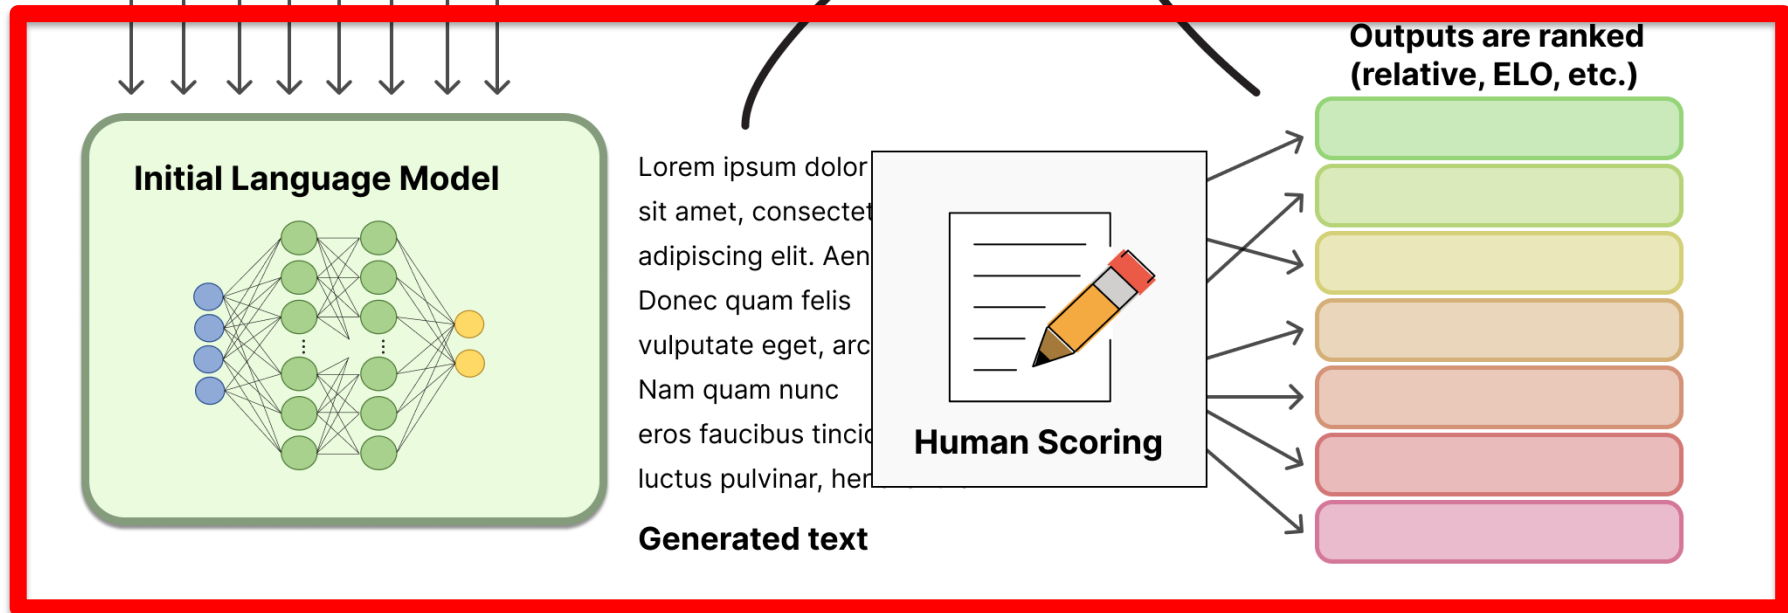 Outputs are ranked
(relative, ELO, etc.)
Initial Language Model
Lorem ipsum dolor
sit amet, consectet
adipiscing elit. Aen
Donec quam felis
vulputate eget, arc
Nam quam nunc
eros faucibus tincid
luctus pulvinar, her
Human Scoring
Generated text